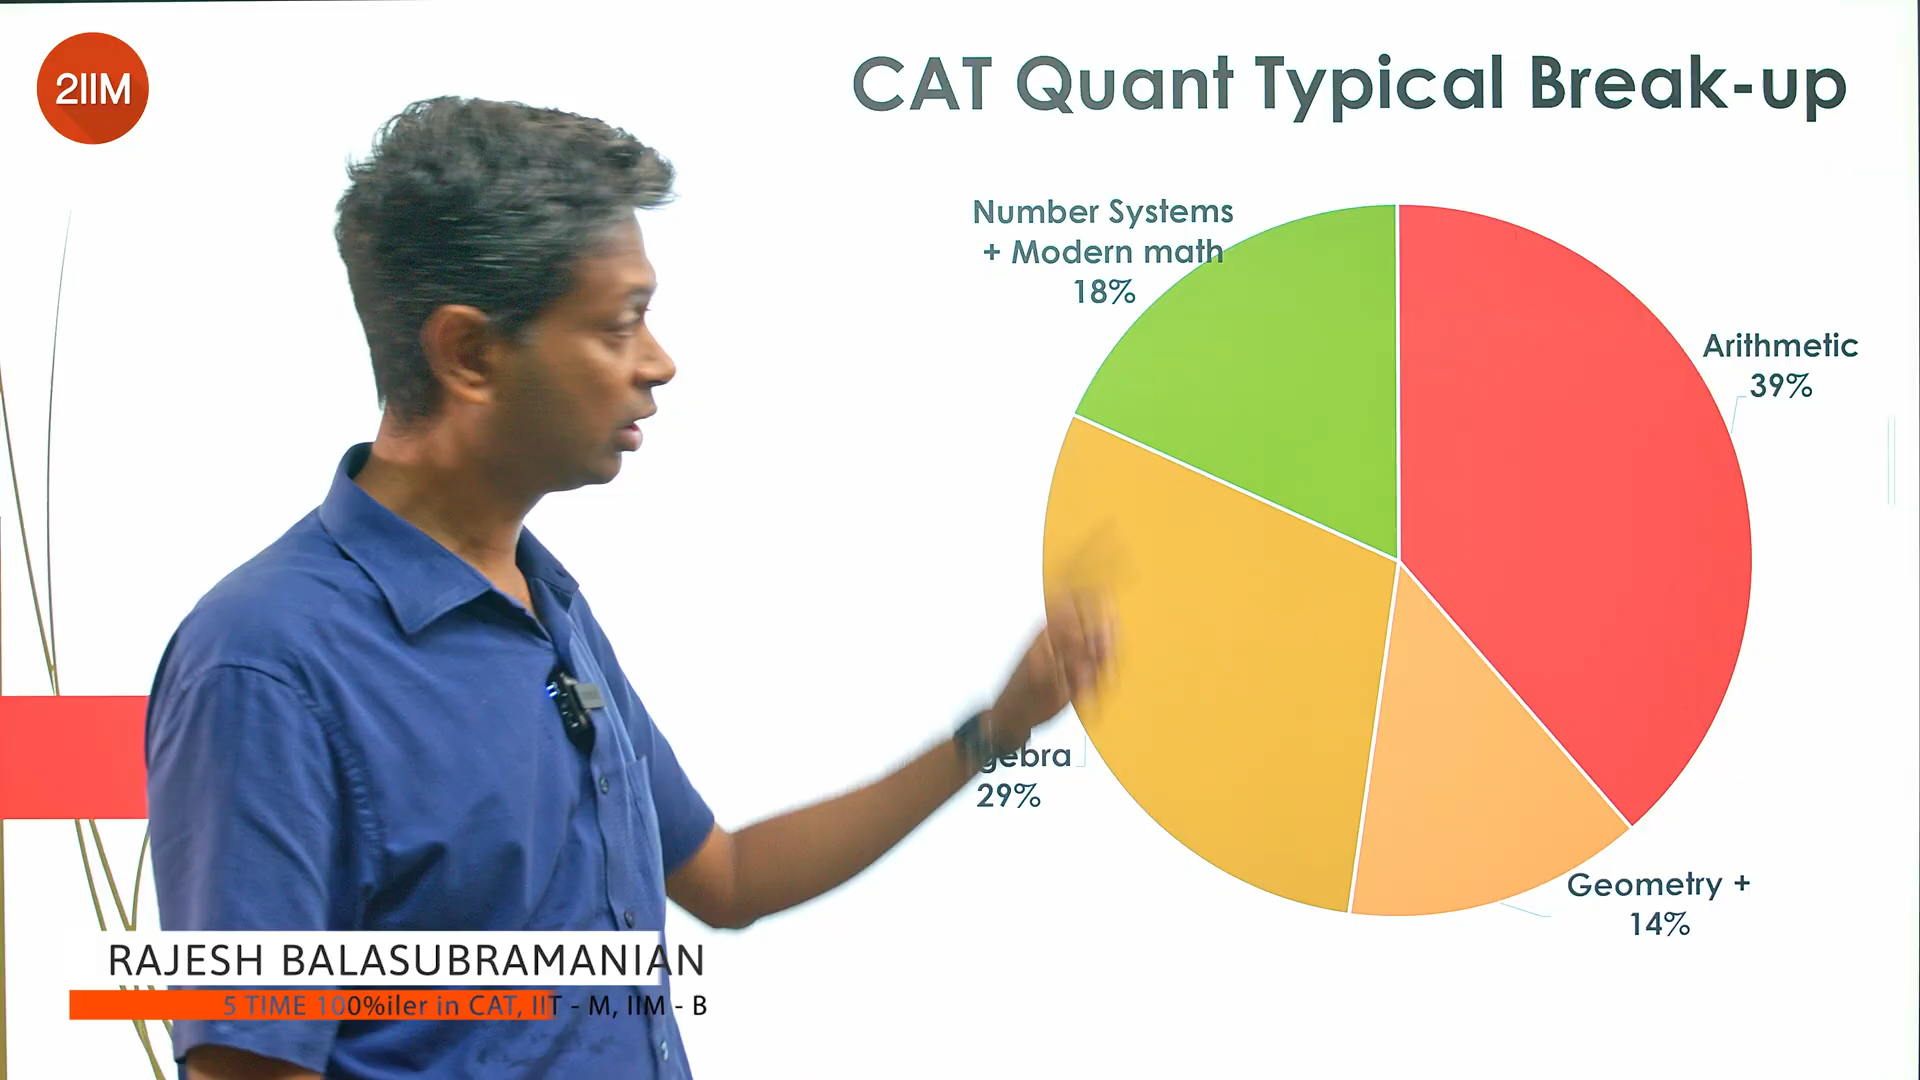 2IIM
CAT Quant Typical Break-up
Number Systems
+ Modern math
18%
Arithmetic
39%
29%
Geometry +
14%
RAJESH BALASUBRAMANIAN
5 TIME 100%iler in CAT, IIT - M, IIM - B